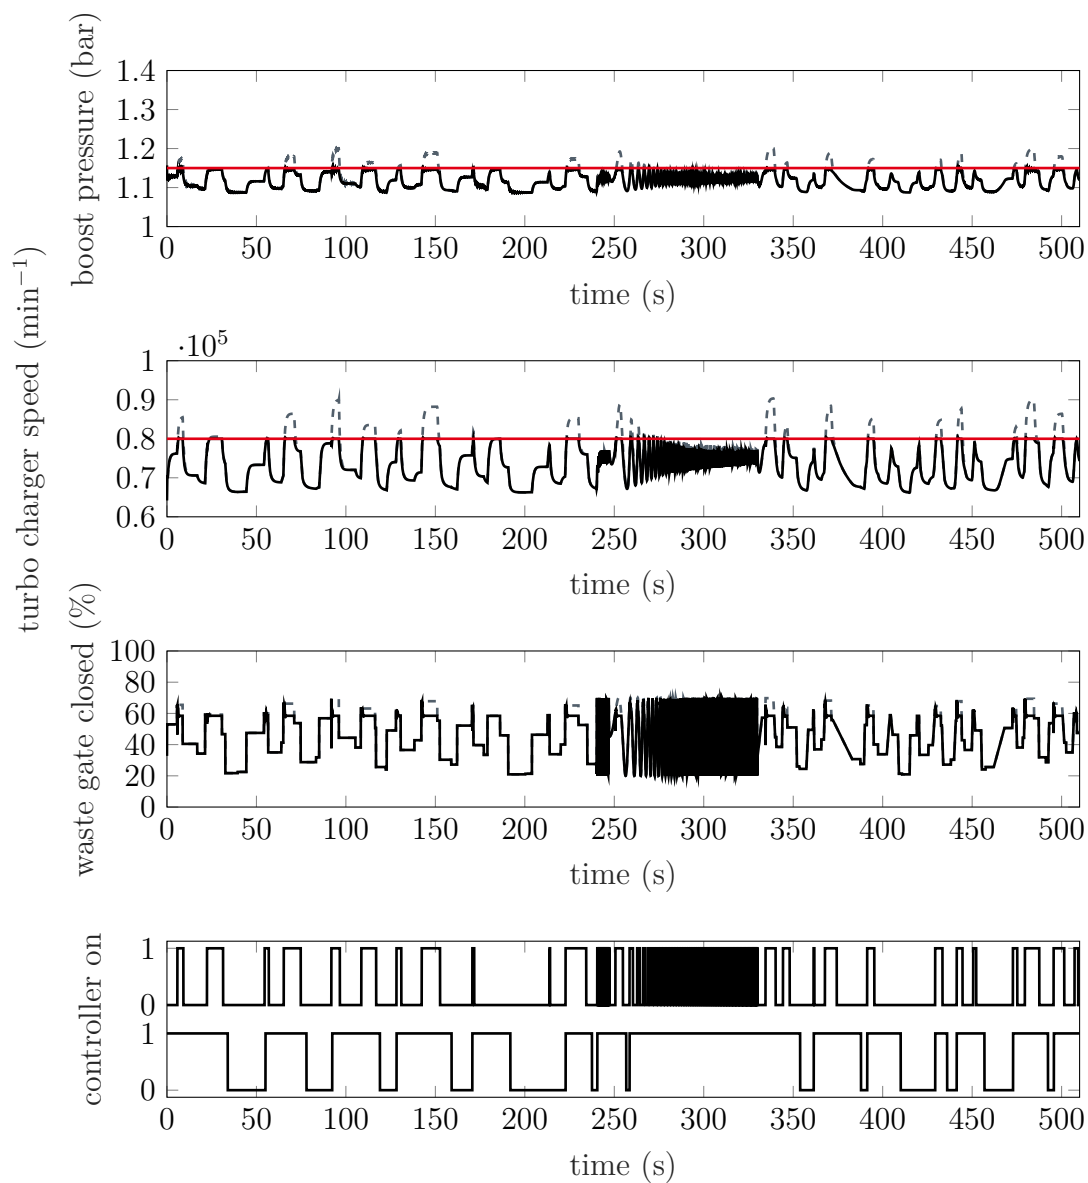 boost pressure (bar)
1.4
1.3
1.2
1.1
1
0 50 100 150 200 250 300 350 400 450 500
time (s)
turbo charger speed (min⁻¹)
·10⁵
1
0.9
0.8
0.7
0.6
0 50 100 150 200 250 300 350 400 450 500
time (s)
waste gate closed (%)
100
80
60
40
20
0
0 50 100 150 200 250 300 350 400 450 500
time (s)
controller on
1
0
1
0
0 50 100 150 200 250 300 350 400 450 500
time (s)